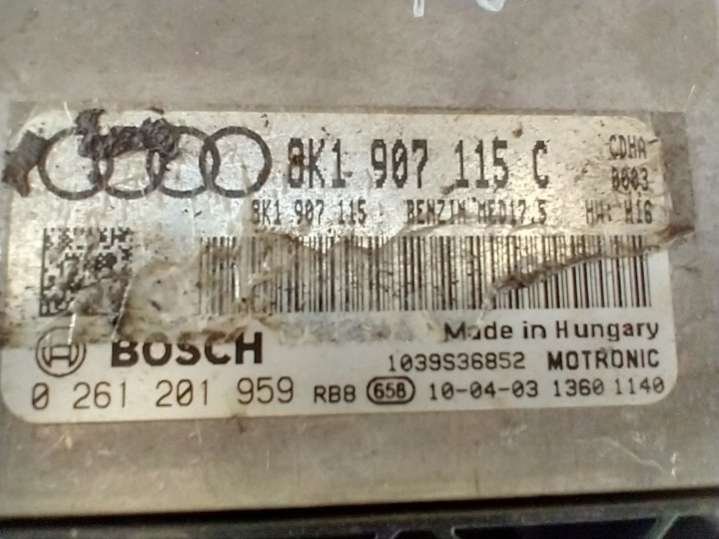 8K1 907 115 C CDHA
0003
8K1 907 115 BENZIN MED17.5 HW: H16
Made in Hungary
BOSCH 1039S36852 MOTRONIC
0 261 201 959 RB8 658 10-04-03 1360 1140